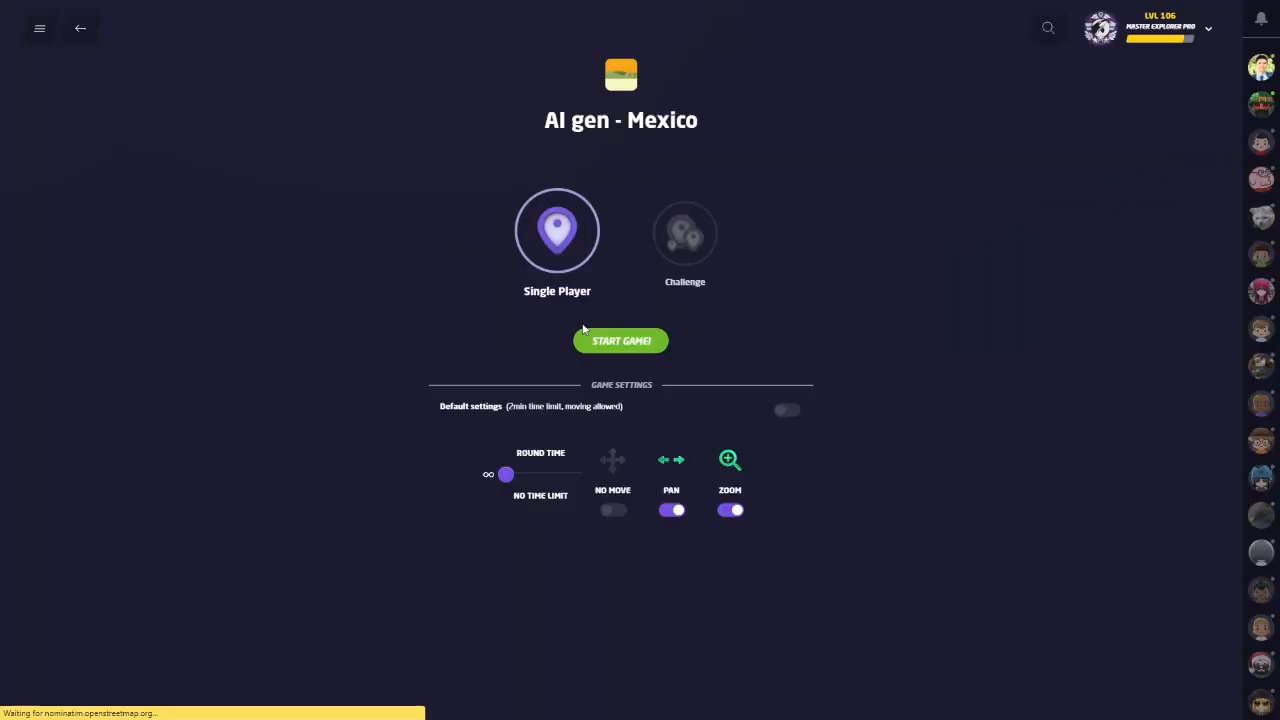 LVL 106
MASTER EXPLORER PRO
AI gen - Mexico
Single Player
Challenge
START GAME!
GAME SETTINGS
Default settings (2min time limit, moving allowed)
ROUND TIME
∞
NO TIME LIMIT
NO MOVE
PAN
ZOOM
Waiting for nominatim.openstreetmap.org...